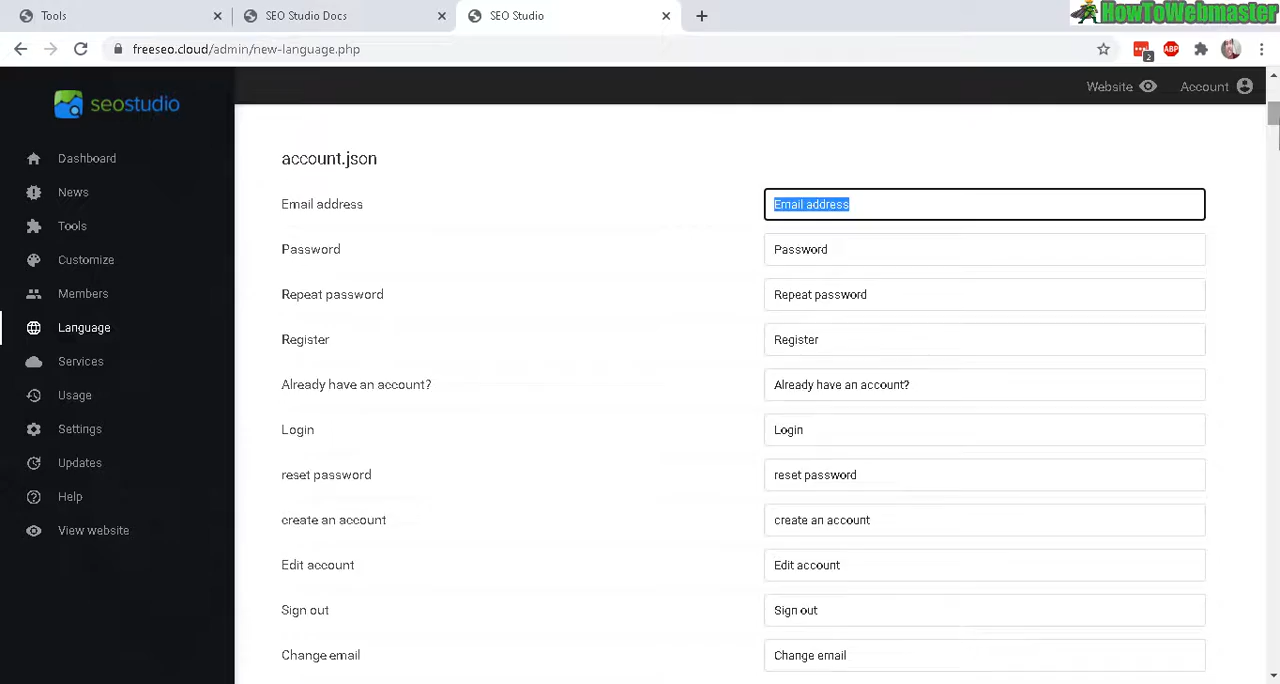 Tools
SEO Studio Docs
SEO Studio
HowToWebmaster
freeseo.cloud/admin/new-language.php
2
ABP
seostudio
Website
Account
Dashboard
News
Tools
Customize
Members
Language
Services
Usage
Settings
Updates
Help
View website
account.json
Email address Email address
Password Password
Repeat password Repeat password
Register Register
Already have an account? Already have an account?
Login Login
reset password reset password
create an account create an account
Edit account Edit account
Sign out Sign out
Change email Change email